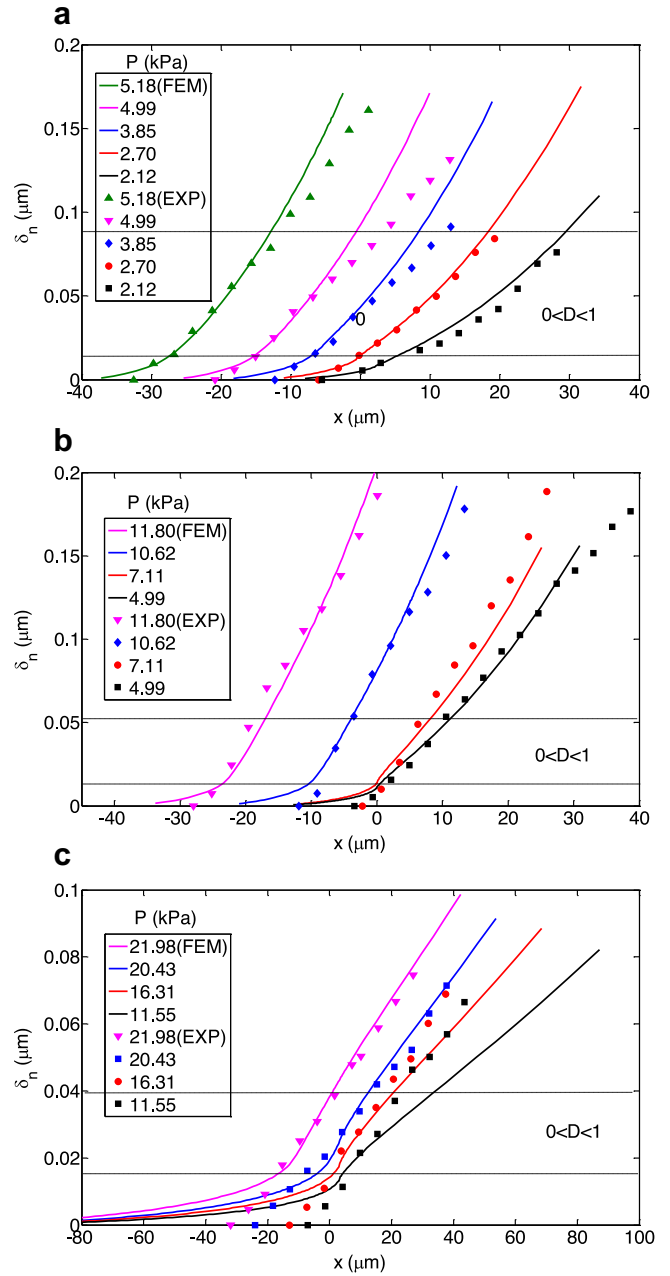 a
P (kPa)
5.18(FEM)
4.99
3.85
2.70
2.12
5.18(EXP)
4.99
3.85
2.70
2.12
0
0<D<1
δn (μm)
0.2
0.15
0.1
0.05
0
-40 -30 -20 -10 0 10 20 30 40
x (μm)
b
P (kPa)
11.80(FEM)
10.62
7.11
4.99
11.80(EXP)
10.62
7.11
4.99
0<D<1
δn (μm)
0.2
0.15
0.1
0.05
0
-40 -30 -20 -10 0 10 20 30 40
x (μm)
c
P (kPa)
21.98(FEM)
20.43
16.31
11.55
21.98(EXP)
20.43
16.31
11.55
0<D<1
δn (μm)
0.1
0.08
0.06
0.04
0.02
0
-80 -60 -40 -20 0 20 40 60 80 100
x (μm)